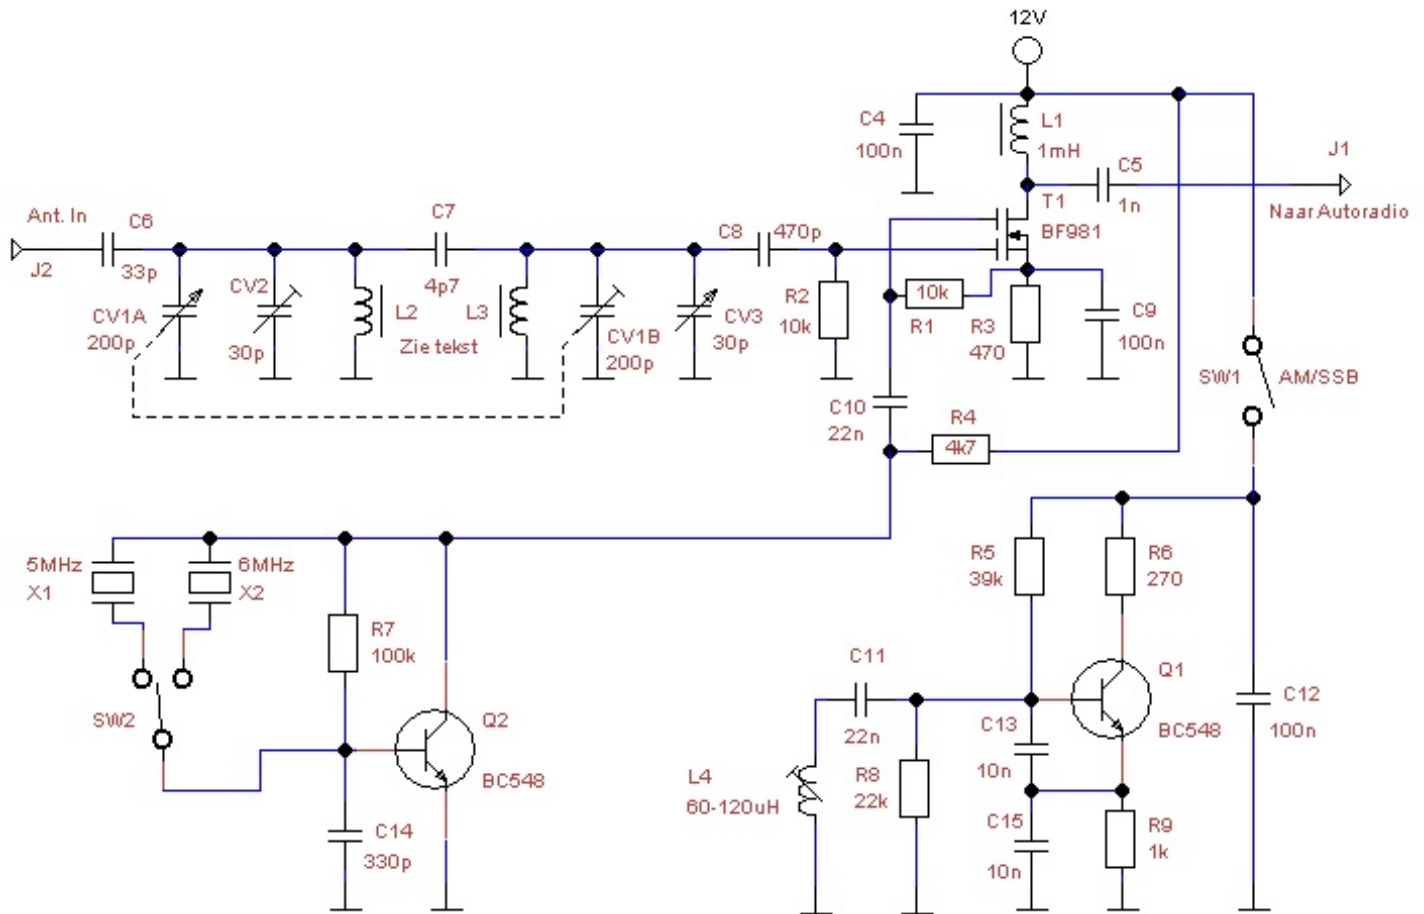 12V
C4
100n
L1
1mH
C5
1n
J1
Naar Autoradio
T1
BF981
Ant. In
J2
C6
33p
CV1A
200p
CV2
30p
L2
C7
4p7
L3
Zie tekst
CV1B
200p
CV3
30p
C8
470p
R2
10k
10k
R1
R3
470
C9
100n
SW1
AM/SSB
C10
22n
R4
4k7
5MHz
X1
6MHz
X2
SW2
R7
100k
Q2
BC548
C14
330p
R5
39k
R6
270
Q1
BC548
C11
22n
C13
10n
C12
100n
L4
60-120uH
R8
22k
C15
10n
R9
1k